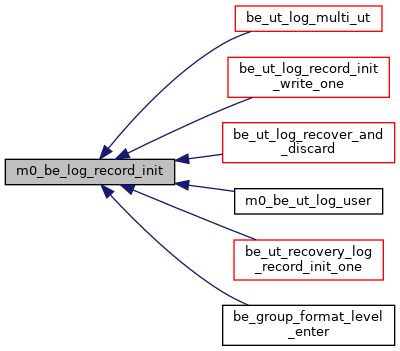 be_ut_log_multi_ut
be_ut_log_record_init
_write_one
be_ut_log_recover_and
_discard
m0_be_log_record_init
m0_be_ut_log_user
be_ut_recovery_log
_record_init_one
be_group_format_level
_enter